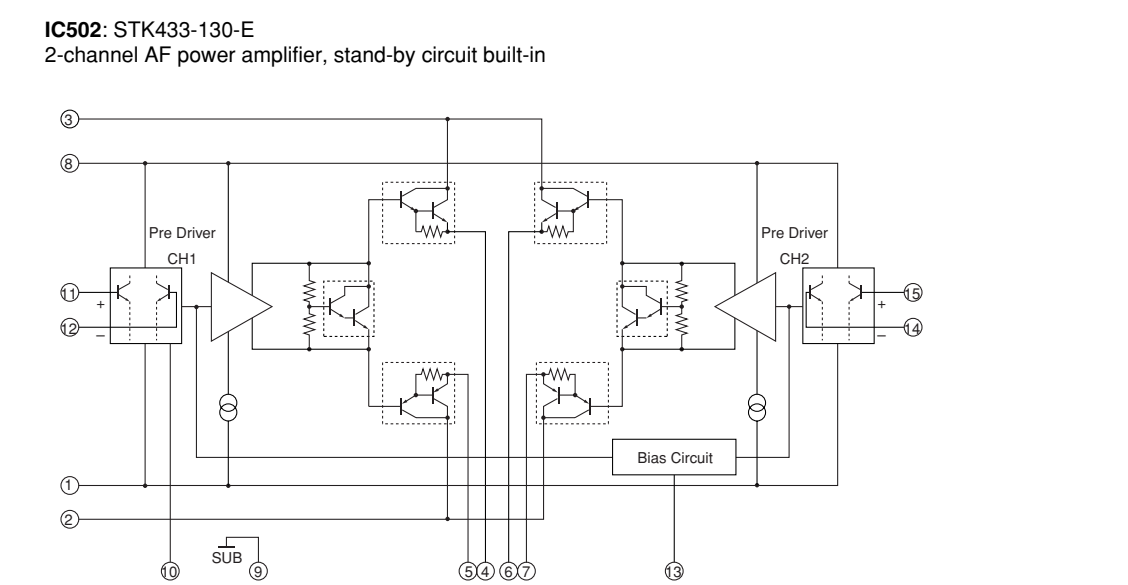 IC502: STK433-130-E
2-channel AF power amplifier, stand-by circuit built-in
3
8
Pre Driver
CH1
Pre Driver
CH2
11
+
12
–
15
+
14
–
Bias Circuit
1
2
SUB
10
9
5 4 6 7
13